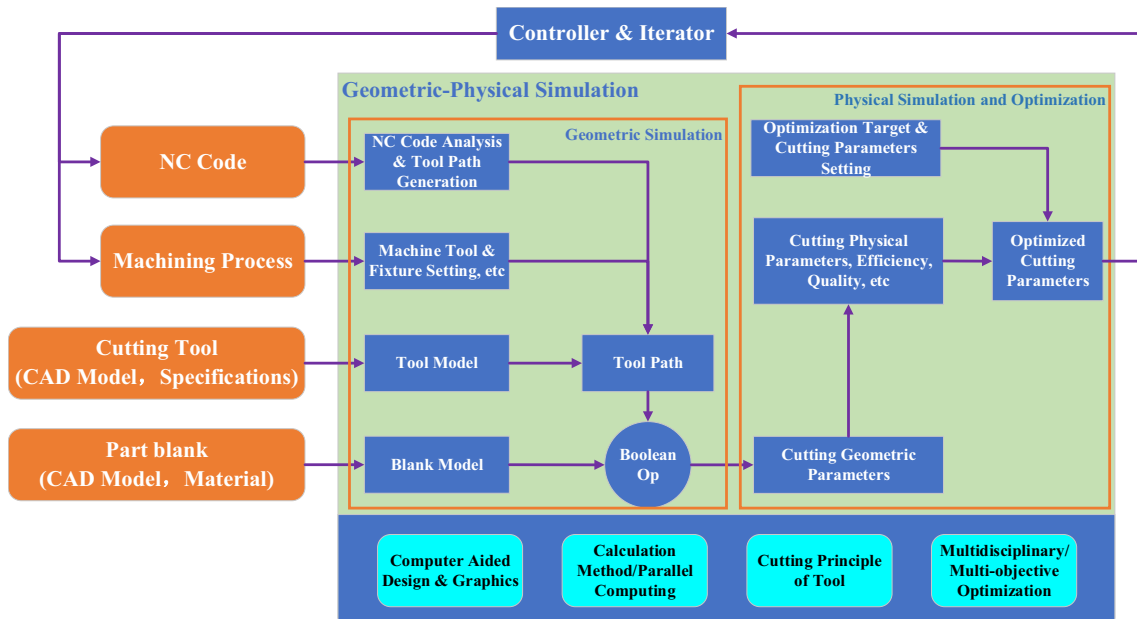 Controller & Iterator
Geometric-Physical Simulation
Physical Simulation and Optimization
Geometric Simulation
NC Code
NC Code Analysis
& Tool Path
Generation
Optimization Target &
Cutting Parameters
Setting
Machining Process
Machine Tool &
Fixture Setting, etc
Cutting Physical
Parameters, Efficiency,
Quality, etc
Optimized
Cutting
Parameters
Cutting Tool
(CAD Model，Specifications)
Tool Model
Tool Path
Part blank
(CAD Model，Material)
Blank Model
Boolean
Op
Cutting Geometric
Parameters
Computer Aided
Design & Graphics
Calculation
Method/Parallel
Computing
Cutting Principle
of Tool
Multidisciplinary/
Multi-objective
Optimization